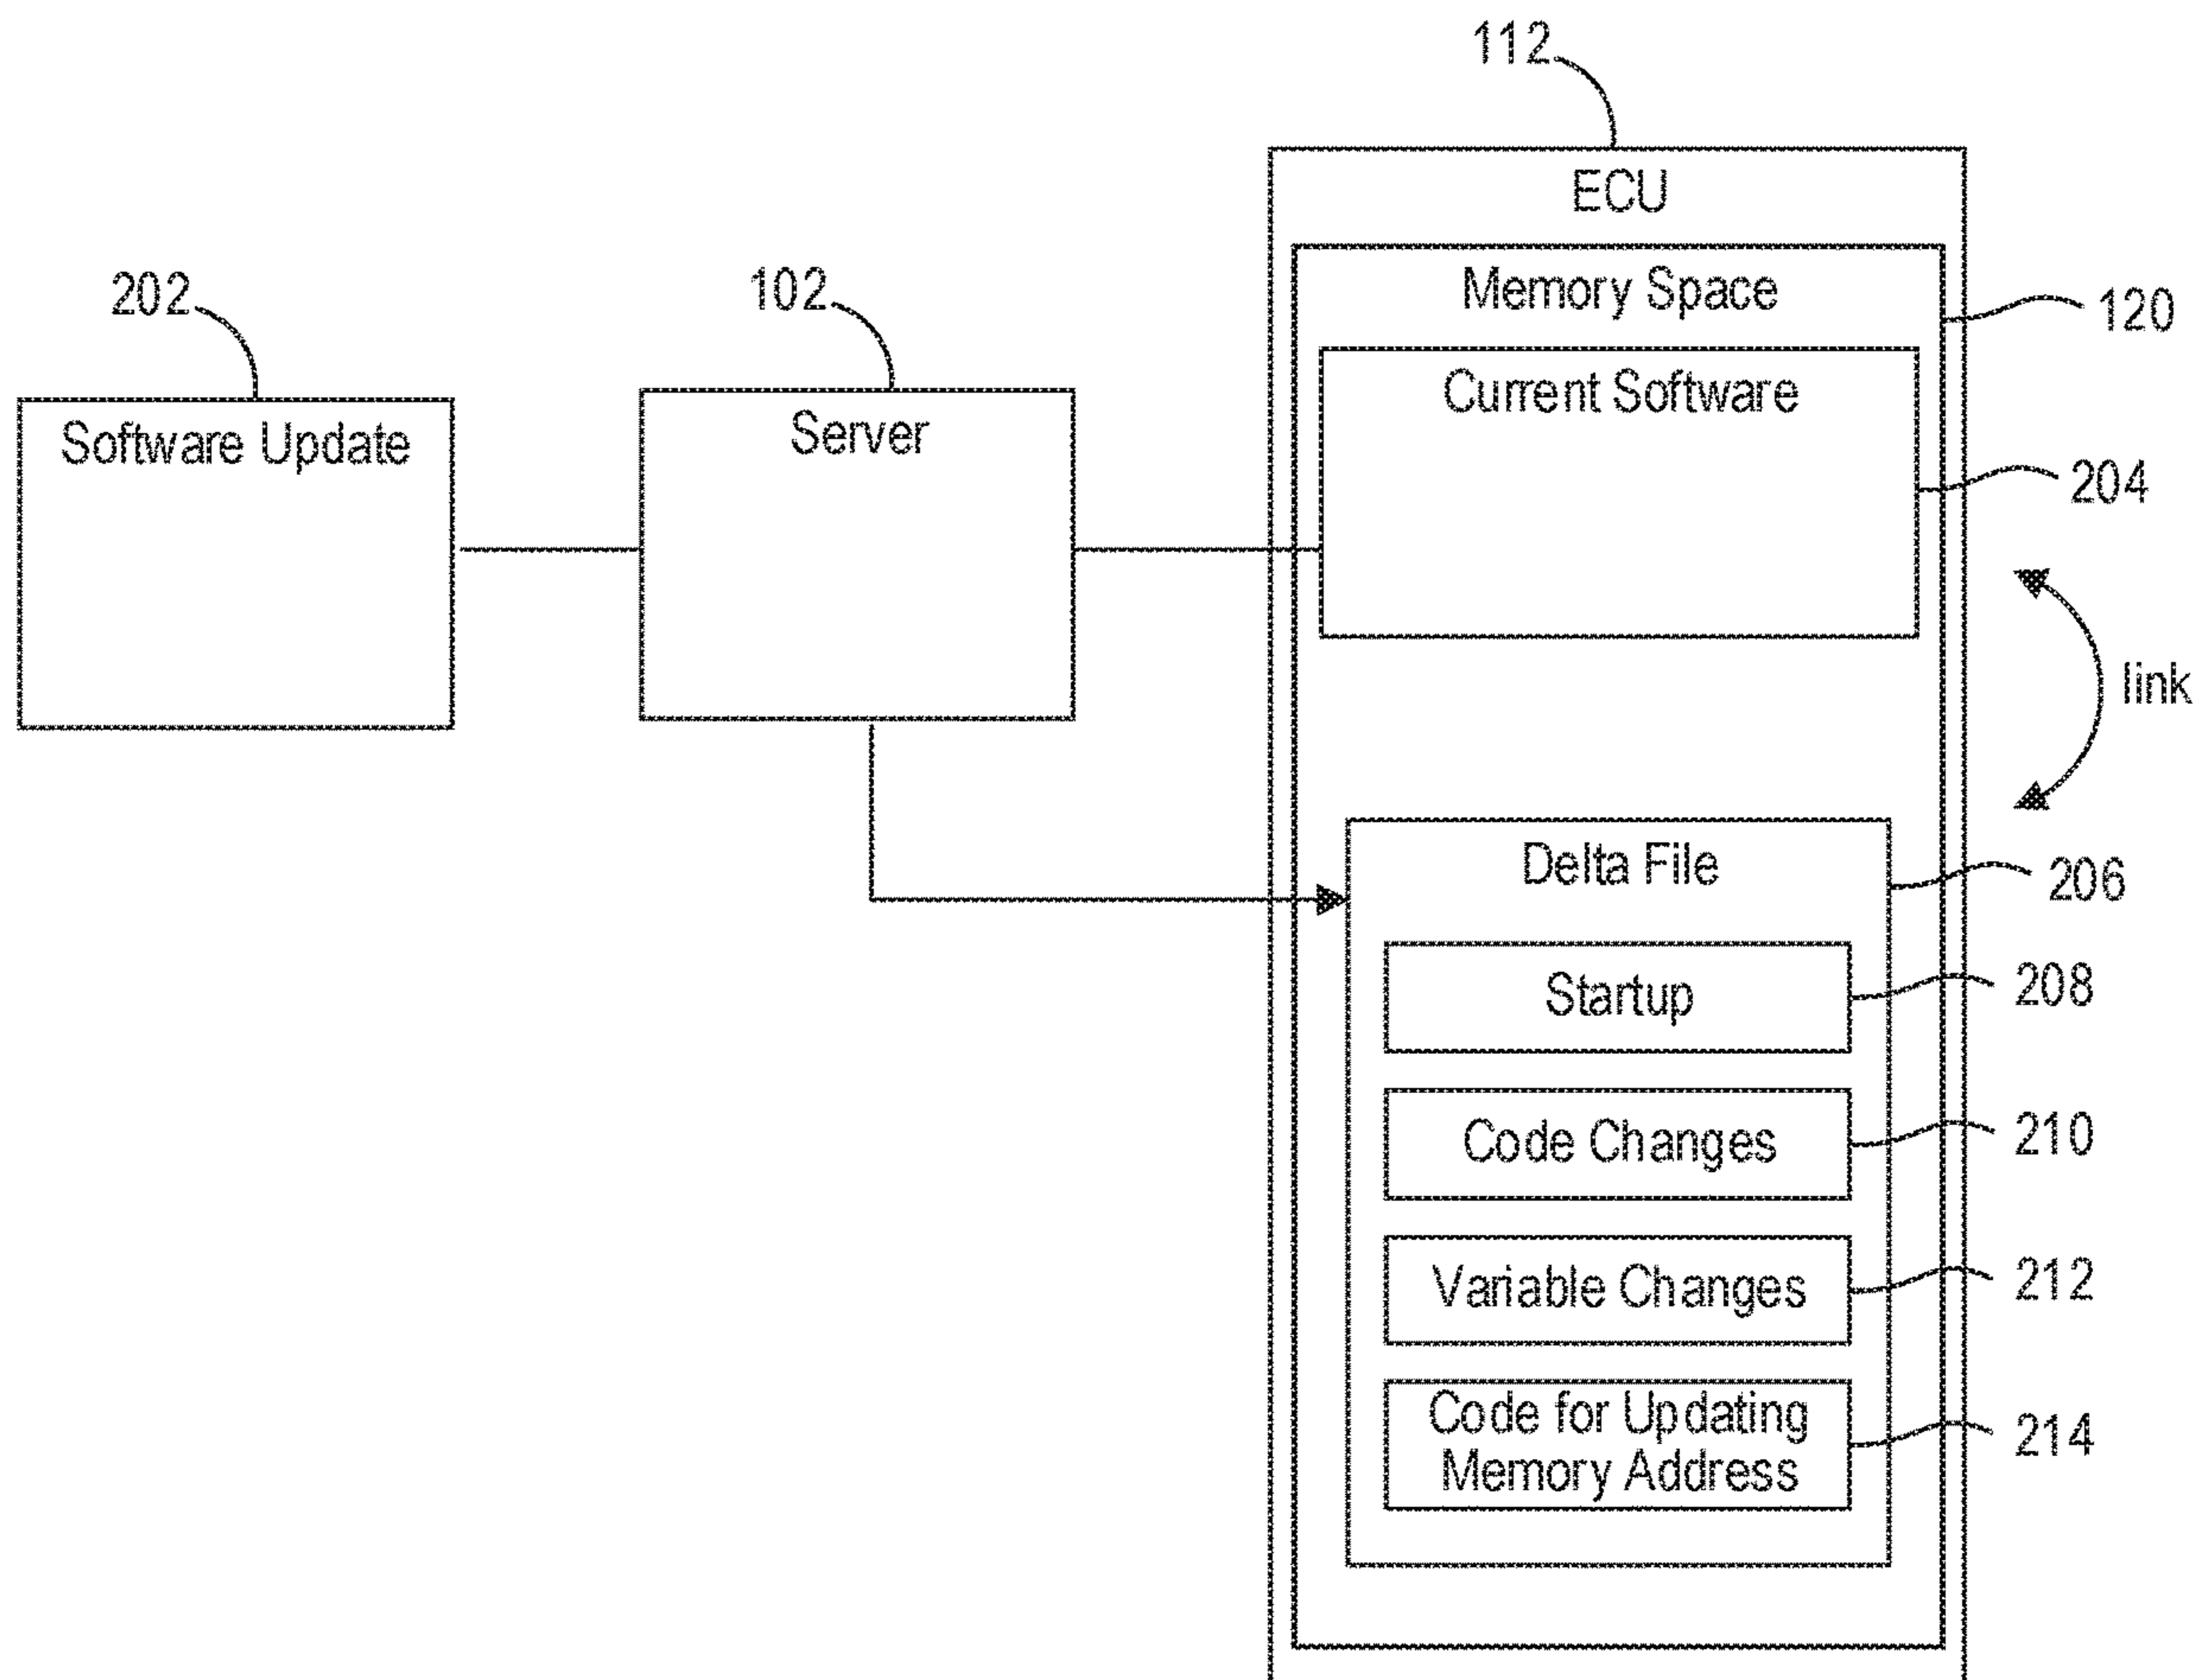 112
ECU
202
102
Memory Space
120
Software Update
Server
Current Software
204
link
Delta File
206
Startup
208
Code Changes
210
Variable Changes
212
Code for Updating
Memory Address
214